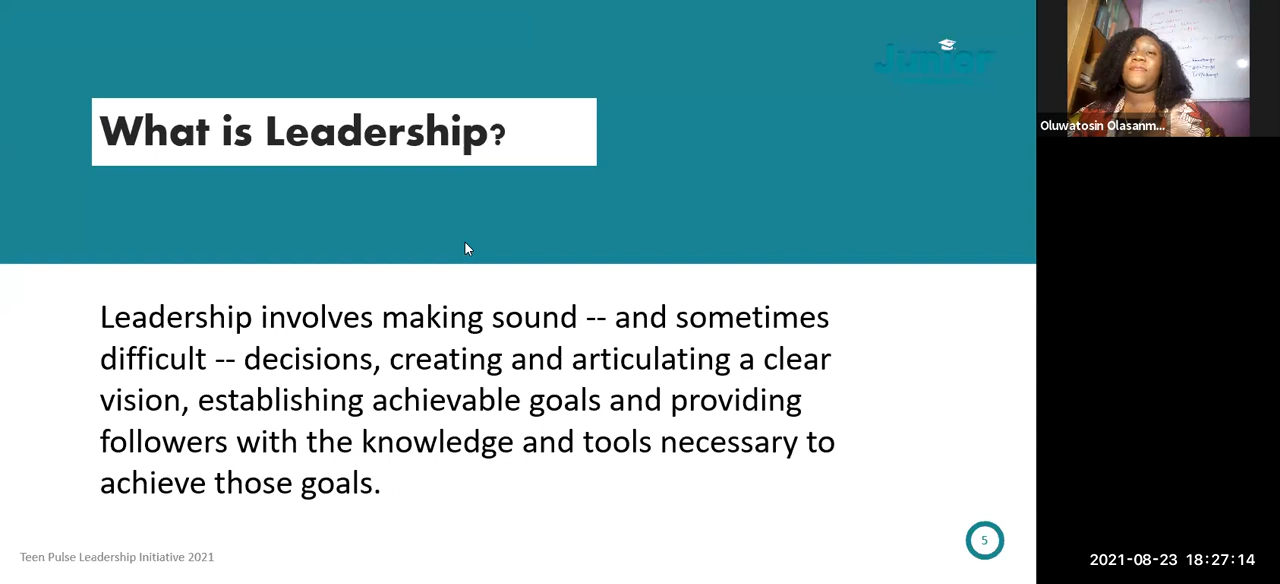 Junior
What is Leadership?
Oluwatosin Olasanm...
Leadership involves making sound -- and sometimes
difficult -- decisions, creating and articulating a clear
vision, establishing achievable goals and providing
followers with the knowledge and tools necessary to
achieve those goals.
5
Teen Pulse Leadership Initiative 2021
2021-08-23 18:27:14